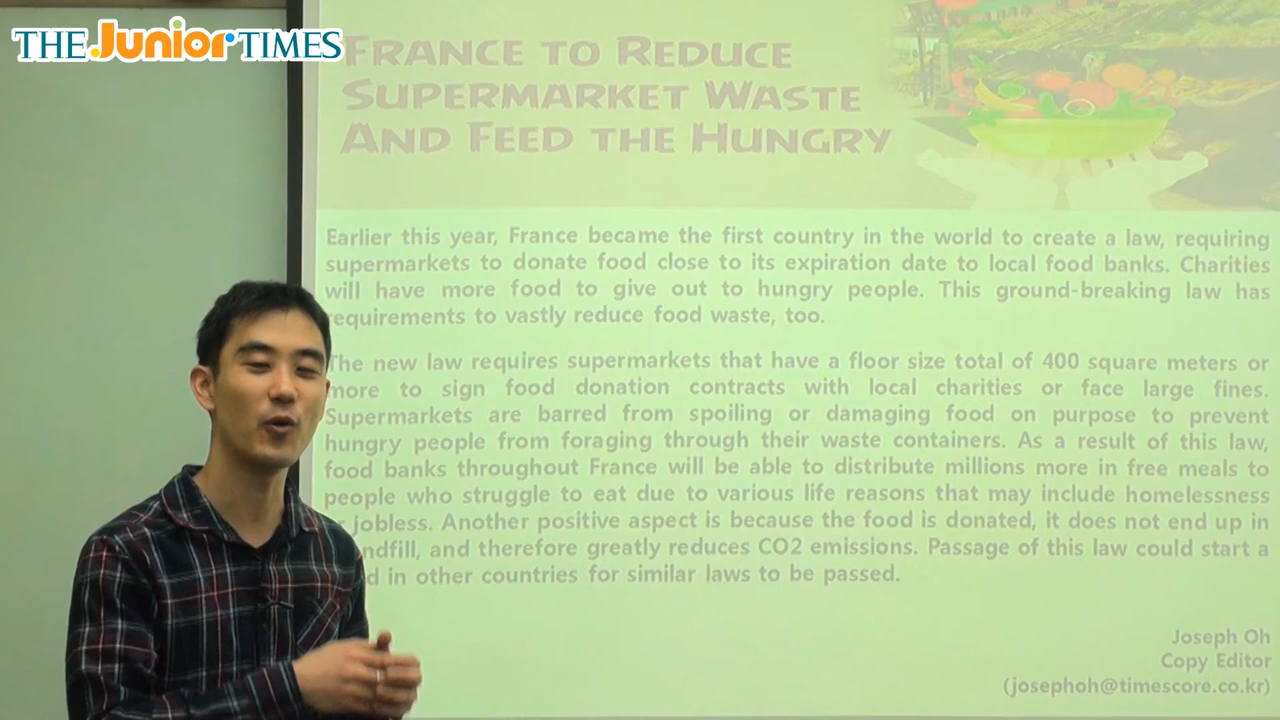 THE Junior TIMES
FRANCE TO REDUCE
SUPERMARKET WASTE
AND FEED THE HUNGRY
Earlier this year, France became the first country in the world to create a law, requiring
supermarkets to donate food close to its expiration date to local food banks. Charities
will have more food to give out to hungry people. This ground-breaking law has
requirements to vastly reduce food waste, too.
The new law requires supermarkets that have a floor size total of 400 square meters or
more to sign food donation contracts with local charities or face large fines.
Supermarkets are barred from spoiling or damaging food on purpose to prevent
hungry people from foraging through their waste containers. As a result of this law,
food banks throughout France will be able to distribute millions more in free meals to
people who struggle to eat due to various life reasons that may include homelessness
jobless. Another positive aspect is because the food is donated, it does not end up in
and therefore greatly reduces CO2 emissions. Passage of this law could start a
in other countries for similar laws to be passed.
Joseph Oh
Copy Editor
(josephoh@timescore.co.kr)